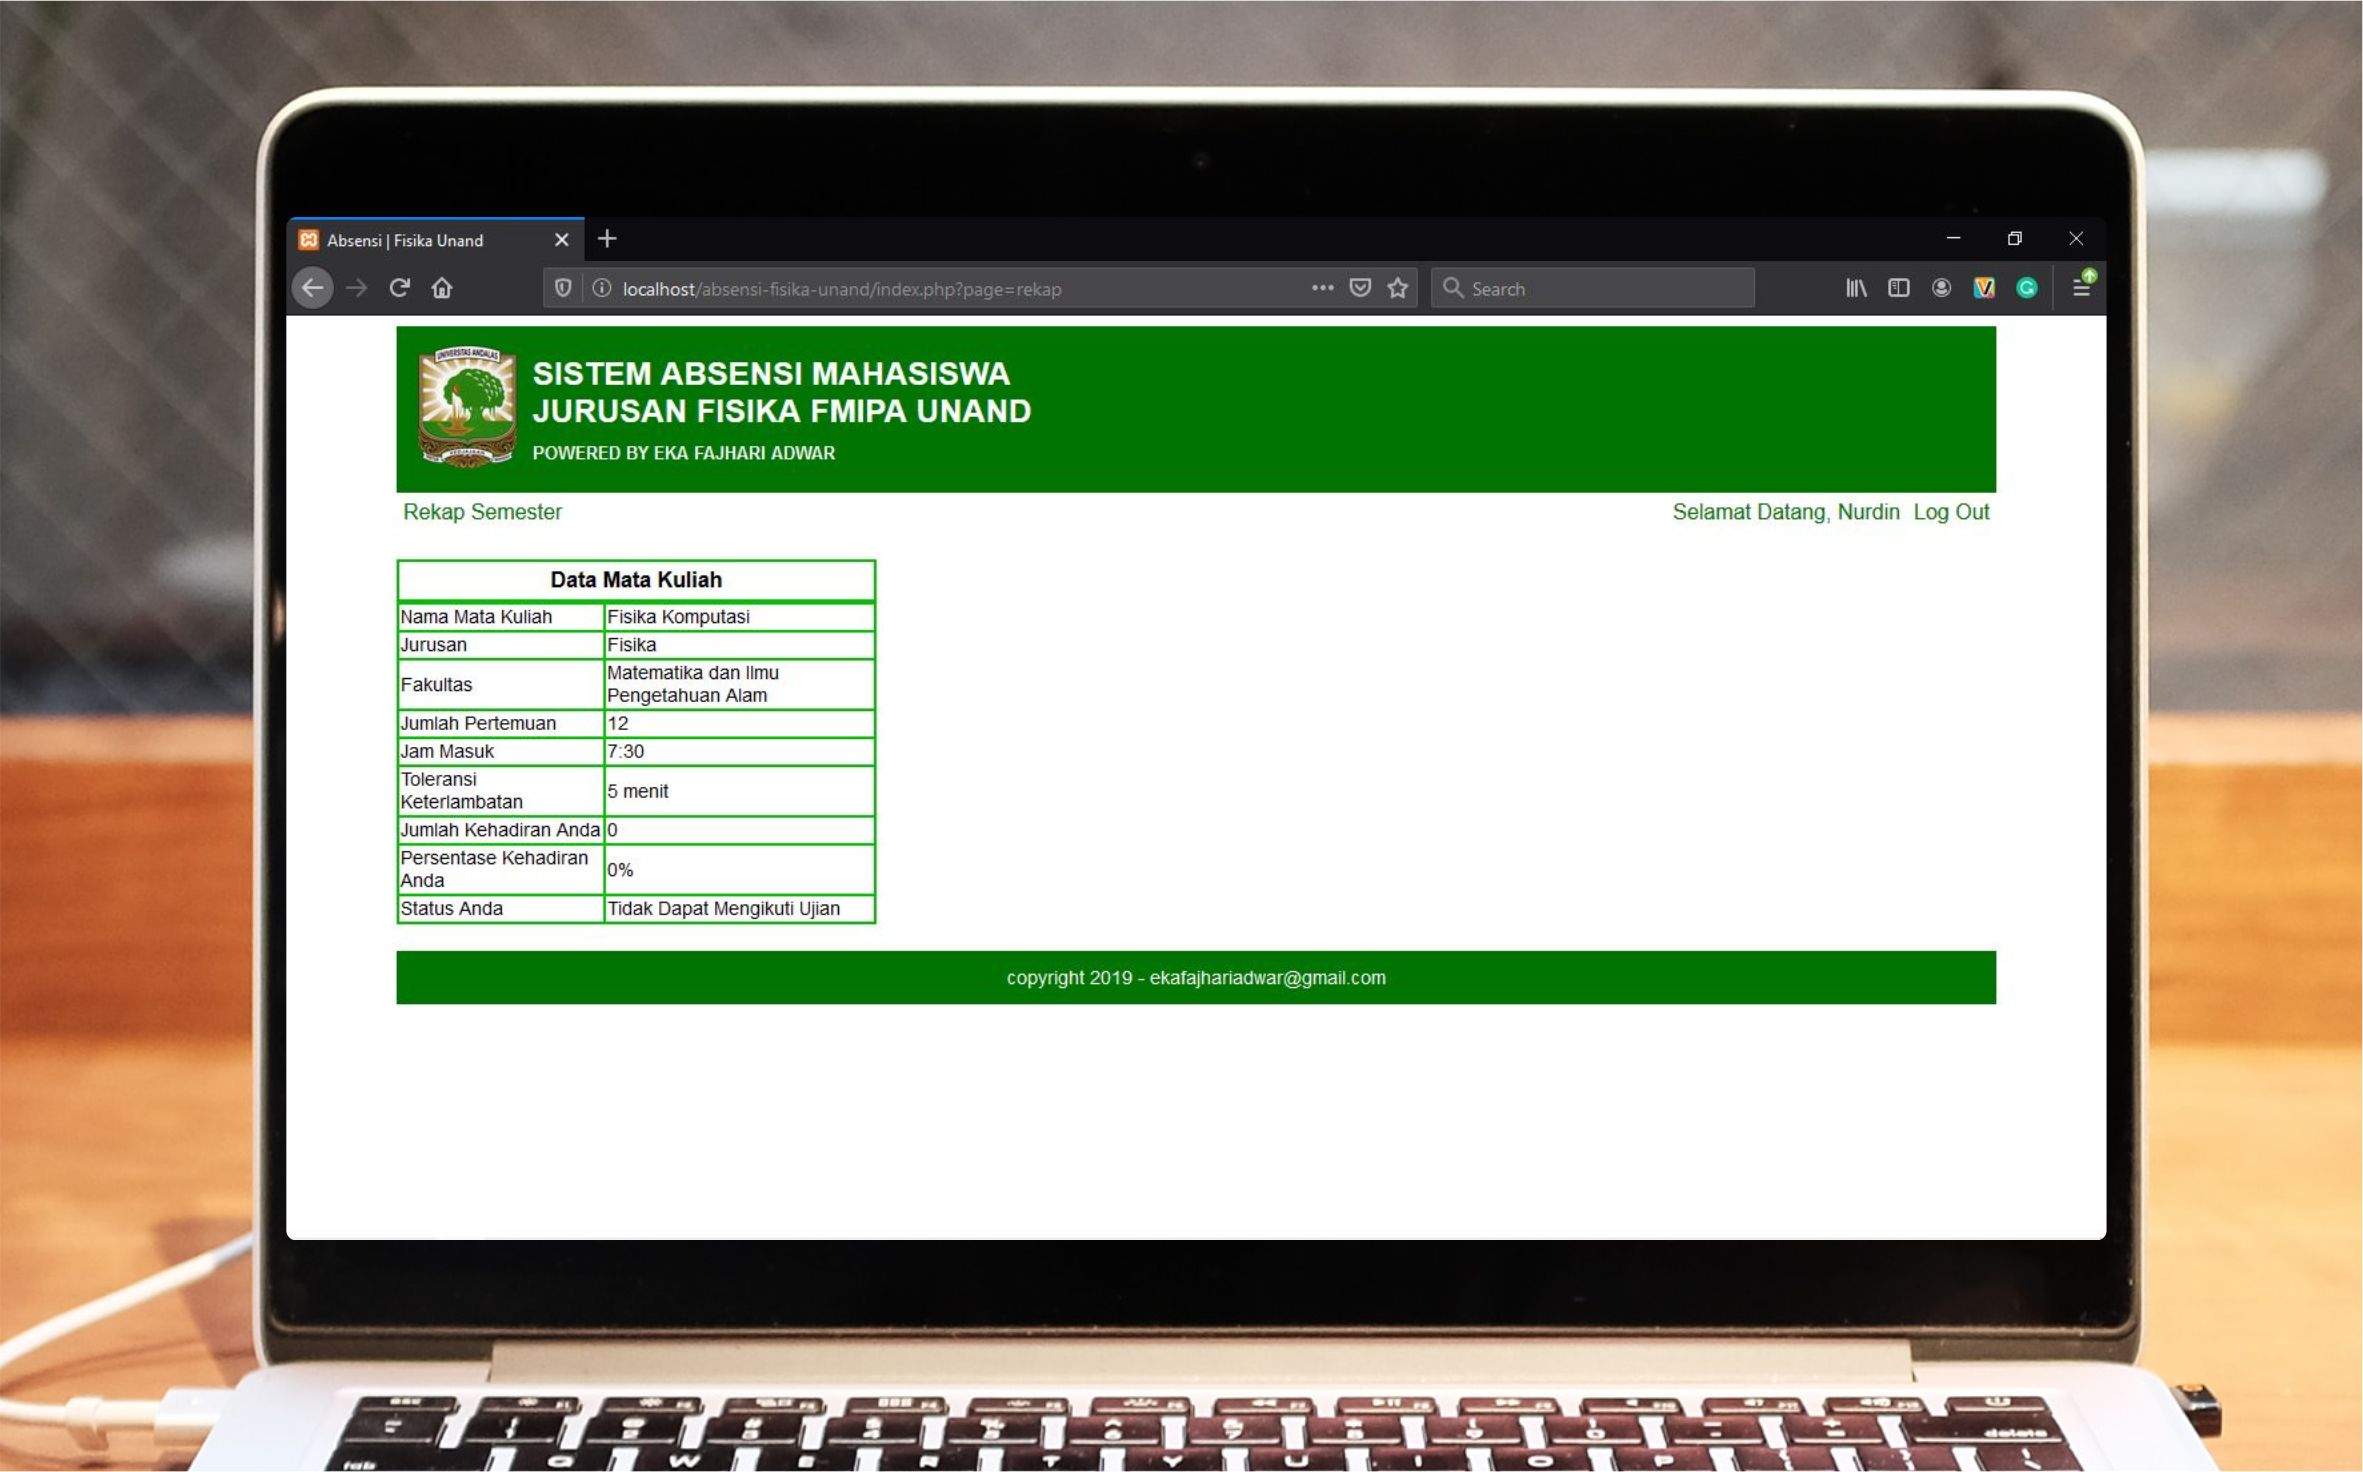 Absensi | Fisika Unand
localhost/absensi-fisika-unand/index.php?page=rekap
Search
UNIVERSITAS ANDALAS
SISTEM ABSENSI MAHASISWA
JURUSAN FISIKA FMIPA UNAND
POWERED BY EKA FAJHARI ADWAR
Rekap Semester
Selamat Datang, Nurdin Log Out
Data Mata Kuliah
Nama Mata Kuliah Fisika Komputasi
Jurusan Fisika
Fakultas Matematika dan Ilmu
Pengetahuan Alam
Jumlah Pertemuan 12
Jam Masuk 7:30
Toleransi
Keterlambatan 5 menit
Jumlah Kehadiran Anda 0
Persentase Kehadiran
Anda 0%
Status Anda Tidak Dapat Mengikuti Ujian
copyright 2019 - ekafajhariadwar@gmail.com
delete
tab Q W E R T Y U I O P